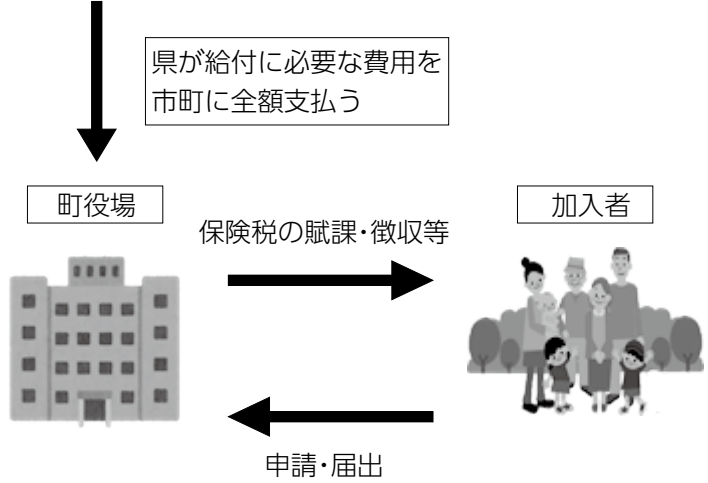 県が給付に必要な費用を
市町に全額支払う
町役場
加入者
保険税の賦課･徴収等
申請･届出